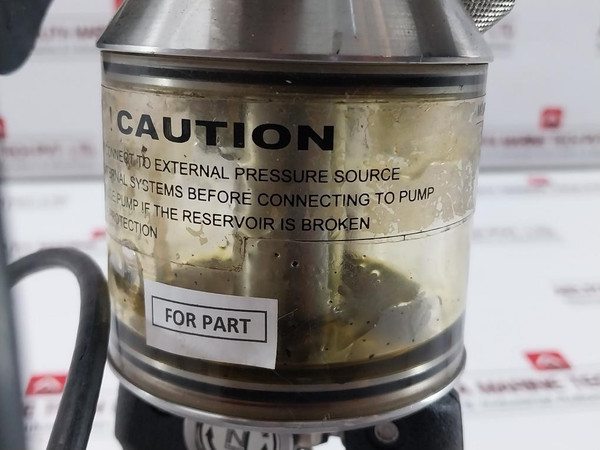 ! CAUTION
CONNECT TO EXTERNAL PRESSURE SOURCE
SYSTEMS BEFORE CONNECTING TO PUMP
PUMP IF THE RESERVOIR IS BROKEN
FOR PART
N